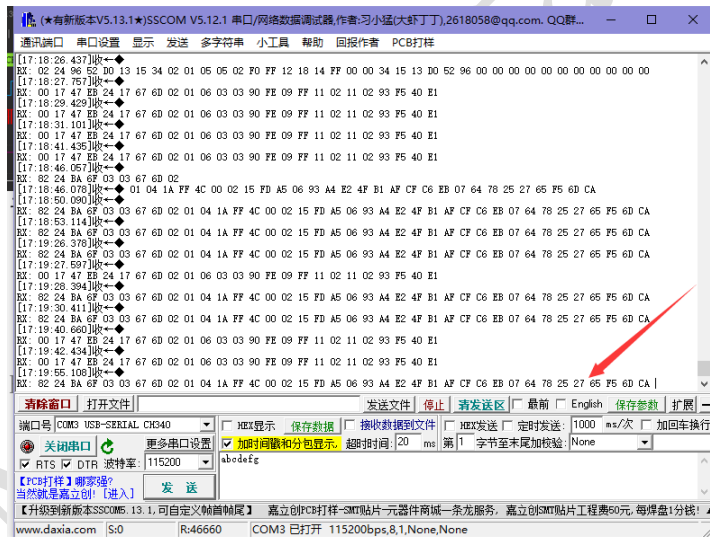 (★有新版本V5.13.1★)SSCOM V5.12.1 串口/网络数据调试器,作者:习小猛(大虾丁丁),2618058@qq.com. QQ群...
通讯端口 串口设置 显示 发送 多字符串 小工具 帮助 回报作者 PCB打样
[17:18:26.437]收←◆
RX: 02 24 96 52 D0 13 15 34 02 01 05 05 02 F0 FF 12 18 14 FF 00 00 34 15 13 D0 52 96 00 00 00 00 00 00 00 00 00 00 00
[17:18:27.757]收←◆
RX: 00 17 47 EB 24 17 67 6D 02 01 06 03 03 90 FE 09 FF 11 02 11 02 93 F5 40 E1
[17:18:29.429]收←◆
RX: 00 17 47 EB 24 17 67 6D 02 01 06 03 03 90 FE 09 FF 11 02 11 02 93 F5 40 E1
[17:18:31.101]收←◆
RX: 00 17 47 EB 24 17 67 6D 02 01 06 03 03 90 FE 09 FF 11 02 11 02 93 F5 40 E1
[17:18:41.435]收←◆
RX: 00 17 47 EB 24 17 67 6D 02 01 06 03 03 90 FE 09 FF 11 02 11 02 93 F5 40 E1
[17:18:46.057]收←◆
RX: 82 24 BA 6F 03 03 67 6D 02
[17:18:46.078]收←◆ 01 04 1A FF 4C 00 02 15 FD A5 06 93 A4 E2 4F B1 AF CF C6 EB 07 64 78 25 27 65 F5 6D CA
[17:18:50.090]收←◆
RX: 82 24 BA 6F 03 03 67 6D 02 01 04 1A FF 4C 00 02 15 FD A5 06 93 A4 E2 4F B1 AF CF C6 EB 07 64 78 25 27 65 F5 6D CA
[17:18:53.114]收←◆
RX: 82 24 BA 6F 03 03 67 6D 02 01 04 1A FF 4C 00 02 15 FD A5 06 93 A4 E2 4F B1 AF CF C6 EB 07 64 78 25 27 65 F5 6D CA
[17:19:26.378]收←◆
RX: 82 24 BA 6F 03 03 67 6D 02 01 04 1A FF 4C 00 02 15 FD A5 06 93 A4 E2 4F B1 AF CF C6 EB 07 64 78 25 27 65 F5 6D CA
[17:19:27.597]收←◆
RX: 00 17 47 EB 24 17 67 6D 02 01 06 03 03 90 FE 09 FF 11 02 11 02 93 F5 40 E1
[17:19:28.394]收←◆
RX: 82 24 BA 6F 03 03 67 6D 02 01 04 1A FF 4C 00 02 15 FD A5 06 93 A4 E2 4F B1 AF CF C6 EB 07 64 78 25 27 65 F5 6D CA
[17:19:30.411]收←◆
RX: 82 24 BA 6F 03 03 67 6D 02 01 04 1A FF 4C 00 02 15 FD A5 06 93 A4 E2 4F B1 AF CF C6 EB 07 64 78 25 27 65 F5 6D CA
[17:19:40.660]收←◆
RX: 00 17 47 EB 24 17 67 6D 02 01 06 03 03 90 FE 09 FF 11 02 11 02 93 F5 40 E1
[17:19:42.434]收←◆
RX: 00 17 47 EB 24 17 67 6D 02 01 06 03 03 90 FE 09 FF 11 02 11 02 93 F5 40 E1
[17:19:55.108]收←◆
RX: 82 24 BA 6F 03 03 67 6D 02 01 04 1A FF 4C 00 02 15 FD A5 06 93 A4 E2 4F B1 AF CF C6 EB 07 64 78 25 27 65 F5 6D CA
清除窗口 打开文件 发送文件 停止 清发送区 最前 English 保存参数 扩展
端口号 COM3 USB-SERIAL CH340 HEX显示 保存数据 接收数据到文件 HEX发送 定时发送: 1000 ms/次 加回车换行
关闭串口 更多串口设置 加时间戳和分包显示, 超时时间: 20 ms 第 1 字节至末尾加校验: None
RTS DTR 波特率: 115200 abcdefg
【PCB打样】哪家强?
当然就是嘉立创! [进入] 发 送
【升级到新版本SSCOM5.13.1,可自定义帧首帧尾】 嘉立创PCB打样-SMT贴片-元器件商城一条龙服务, 嘉立创SMT贴片工程费50元,每焊盘1分钱!
www.daxia.com S:0 R:46660 COM3 已打开 115200bps,8,1,None,None